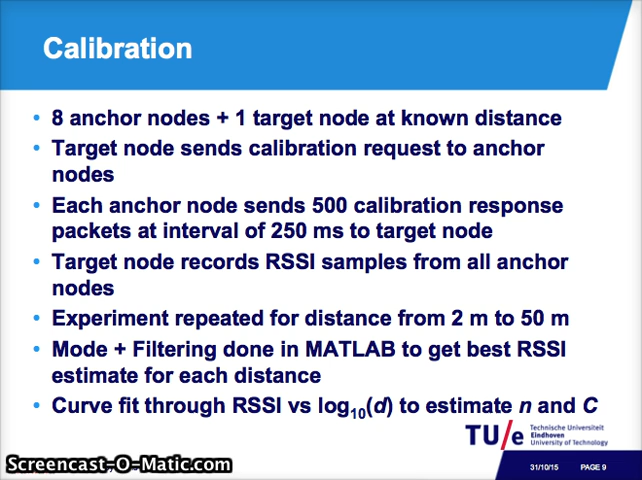 Calibration
• 8 anchor nodes + 1 target node at known distance
• Target node sends calibration request to anchor
nodes
• Each anchor node sends 500 calibration response
packets at interval of 250 ms to target node
• Target node records RSSI samples from all anchor
nodes
• Experiment repeated for distance from 2 m to 50 m
• Mode + Filtering done in MATLAB to get best RSSI
estimate for each distance
• Curve fit through RSSI vs log10(d) to estimate n and C
TU/e
Technische Universiteit
Eindhoven
University of Technology
Screencast-O-Matic.com
31/10/15 PAGE 9